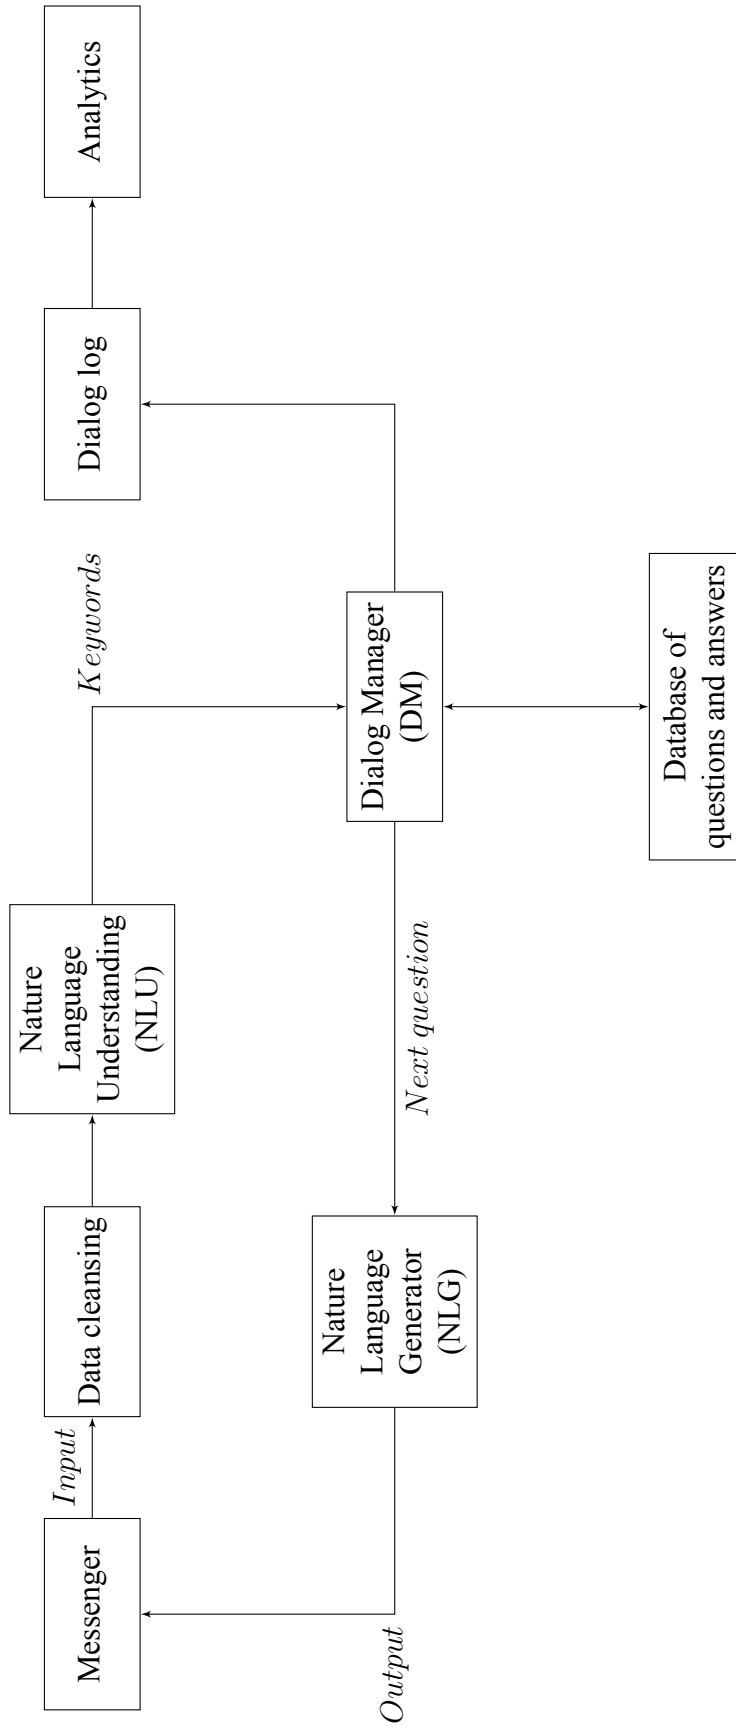 Messenger
Input
Data cleansing
Nature
Language
Understanding
(NLU)
Keywords
Dialog log
Analytics
Output
Nature
Language
Generator
(NLG)
Next question
Dialog Manager
(DM)
Database of
questions and answers